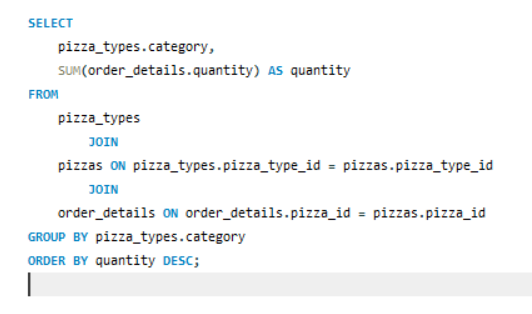 SELECT
pizza_types.category,
SUM(order_details.quantity) AS quantity
FROM
pizza_types
JOIN
pizzas ON pizza_types.pizza_type_id = pizzas.pizza_type_id
JOIN
order_details ON order_details.pizza_id = pizzas.pizza_id
GROUP BY pizza_types.category
ORDER BY quantity DESC;